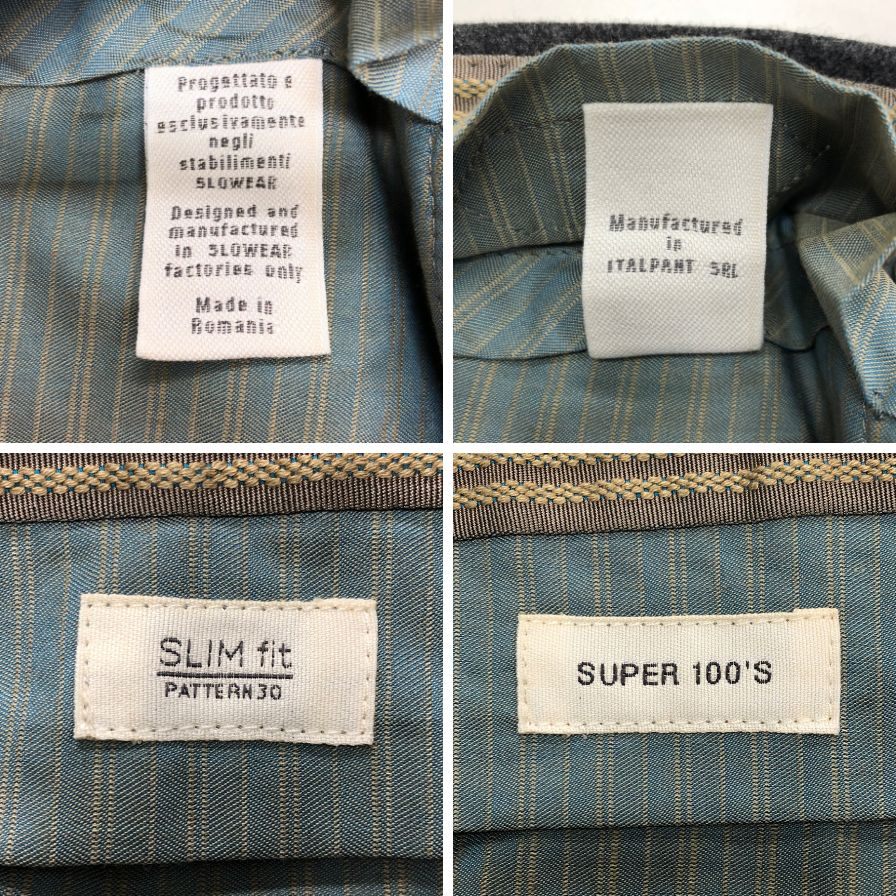 Progettato e
prodotto
esclusivamente
negli
stabilimenti
SLOWEAR
Designed and
manufactured
in SLOWEAR
factories only
Made in
Romania
Manufactured
in
ITALPANT SRL
SLIM fit
PATTERN 30
SUPER 100'S